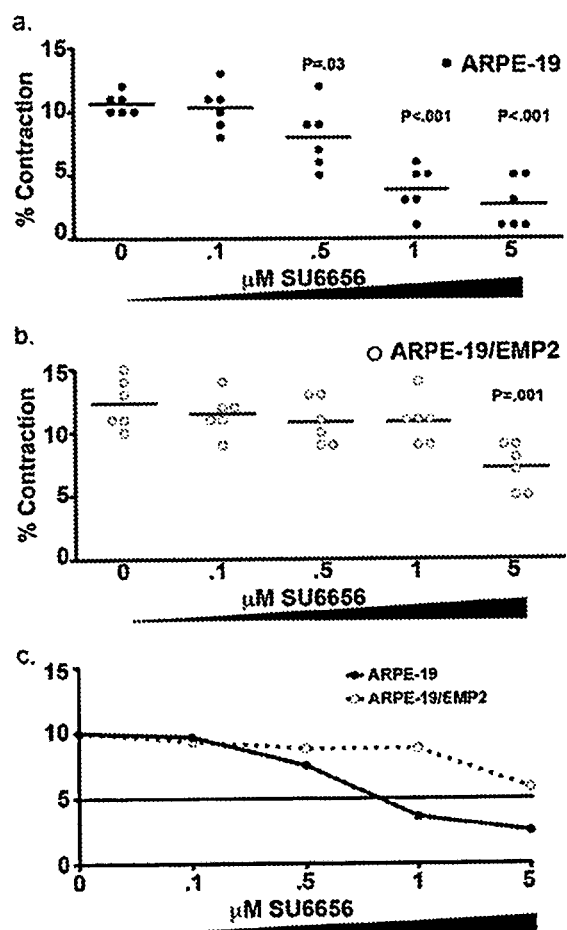 a.
15
P=.03
ARPE-19
10
P<.001 P<.001
% Contraction
5
0
0 .1 .5 1 5
μM SU6656
b.
15
ARPE-19/EMP2
P=.001
10
% Contraction
5
0
0 .1 .5 1 5
μM SU6656
c.
15
ARPE-19
ARPE-19/EMP2
10
5
0
0 .1 .5 1 5
μM SU6656